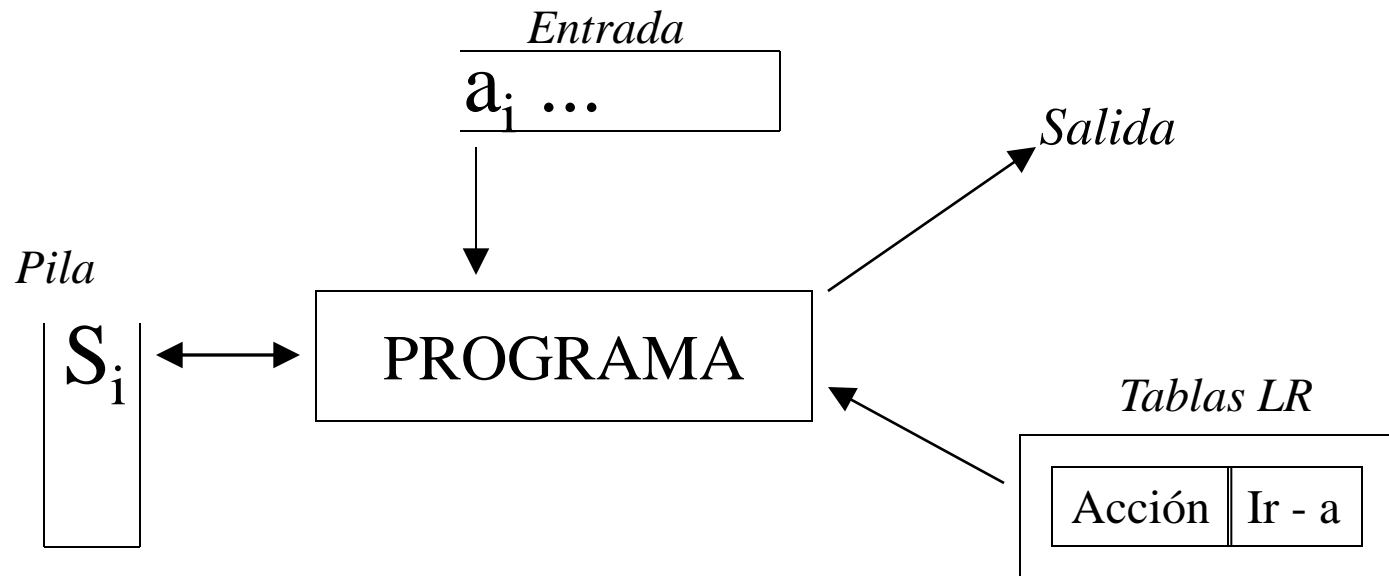 Entrada
ai ...
Salida
Pila
Si
PROGRAMA
Tablas LR
Acción Ir - a